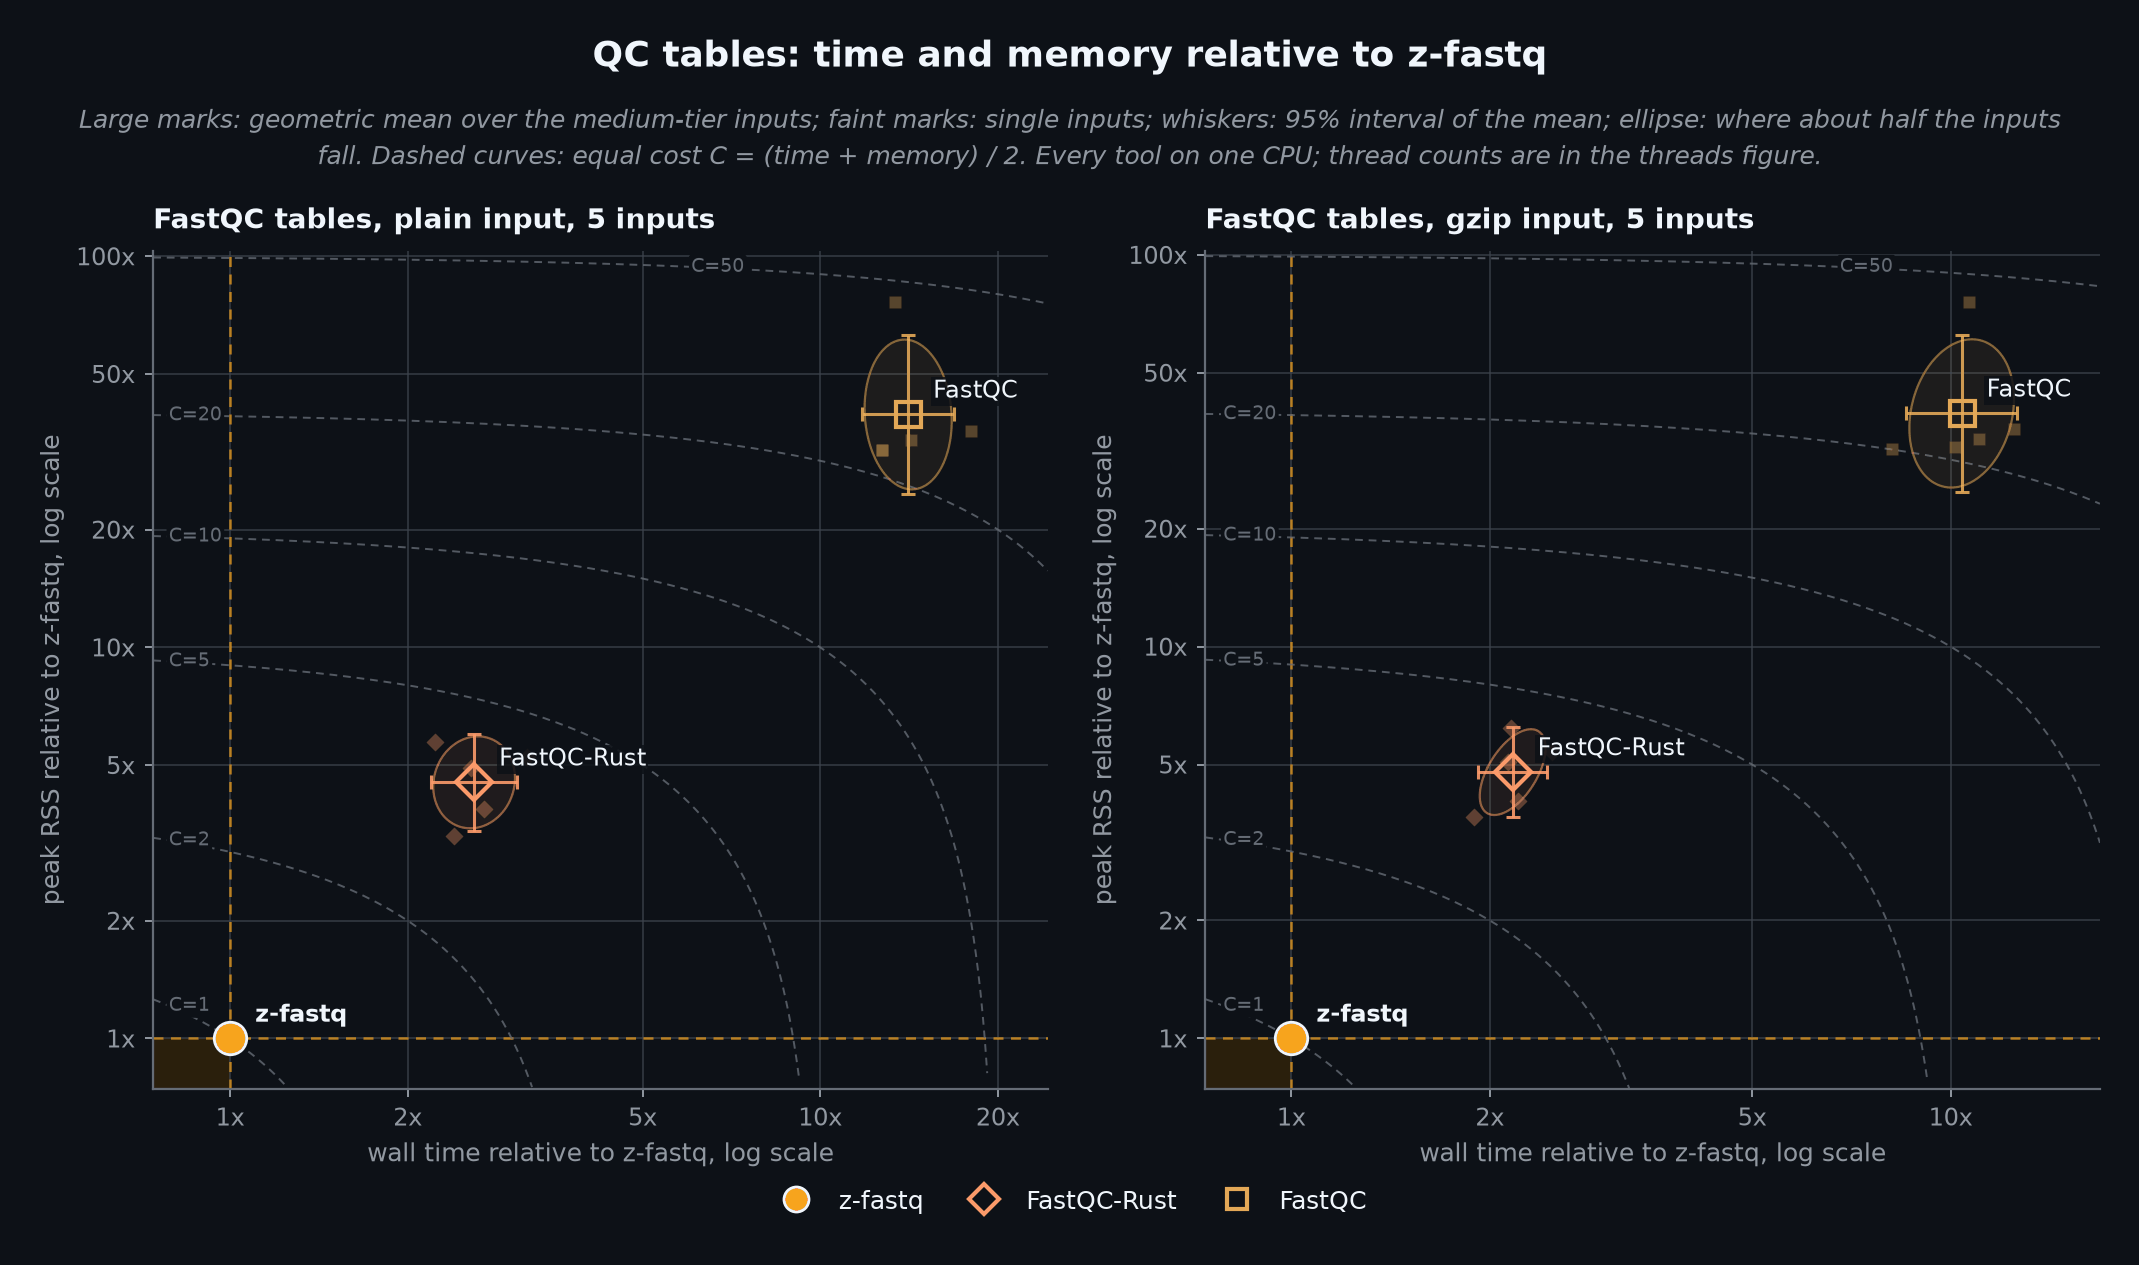 QC tables: time and memory relative to z-fastq
Large marks: geometric mean over the medium-tier inputs; faint marks: single inputs; whiskers: 95% interval of the mean; ellipse: where about half the inputs
fall. Dashed curves: equal cost C = (time + memory) / 2. Every tool on one CPU; thread counts are in the threads figure.
FastQC tables, plain input, 5 inputs
100x
50x
20x
10x
5x
2x
1x
peak RSS relative to z-fastq, log scale
C=50
C=20
C=10
C=5
C=2
C=1
FastQC
FastQC-Rust
z-fastq
1x
2x
5x
10x
20x
wall time relative to z-fastq, log scale
FastQC tables, gzip input, 5 inputs
100x
50x
20x
10x
5x
2x
1x
peak RSS relative to z-fastq, log scale
C=50
C=20
C=10
C=5
C=2
C=1
FastQC
FastQC-Rust
z-fastq
1x
2x
5x
10x
wall time relative to z-fastq, log scale
z-fastq
FastQC-Rust
FastQC